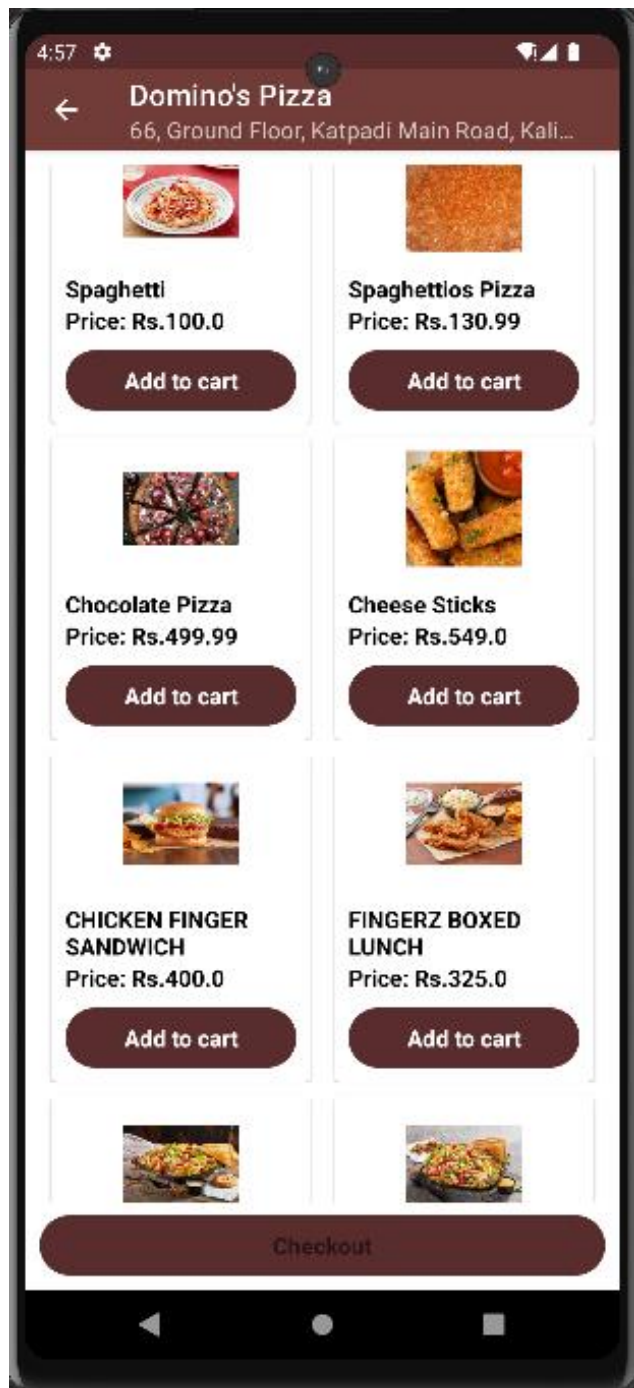 4:57
Domino's Pizza
66, Ground Floor, Katpadi Main Road, Kali...
Spaghetti
Price: Rs.100.0
Add to cart
Spaghettios Pizza
Price: Rs.130.99
Add to cart
Chocolate Pizza
Price: Rs.499.99
Add to cart
Cheese Sticks
Price: Rs.549.0
Add to cart
CHICKEN FINGER
SANDWICH
Price: Rs.400.0
Add to cart
FINGERZ BOXED
LUNCH
Price: Rs.325.0
Add to cart
Checkout